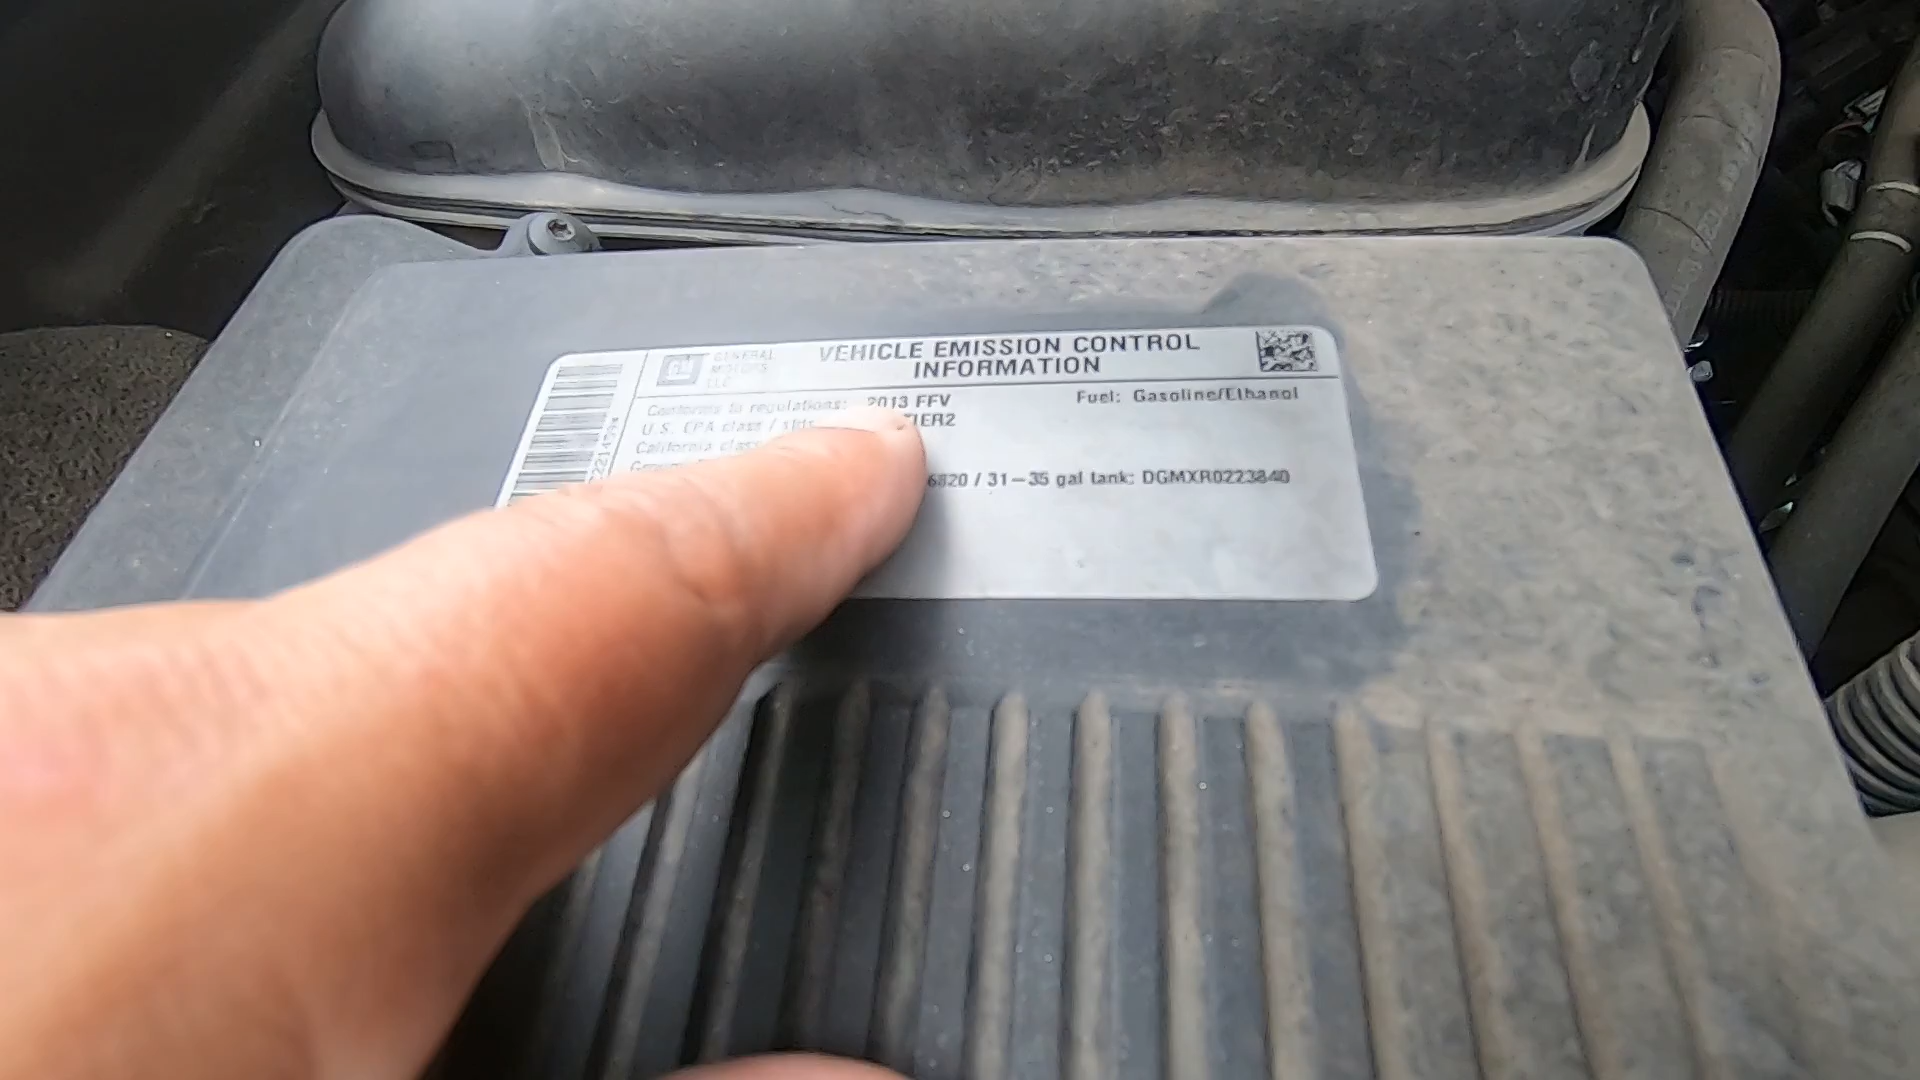 GM GENERAL MOTORS LLC
VEHICLE EMISSION CONTROL
INFORMATION
Conforms to regulations: 2013 FFV
Fuel: Gasoline/Ethanol
U.S. EPA class / stds
TIER2
California class
6820 / 31-35 gal tank: DGMXR0223840